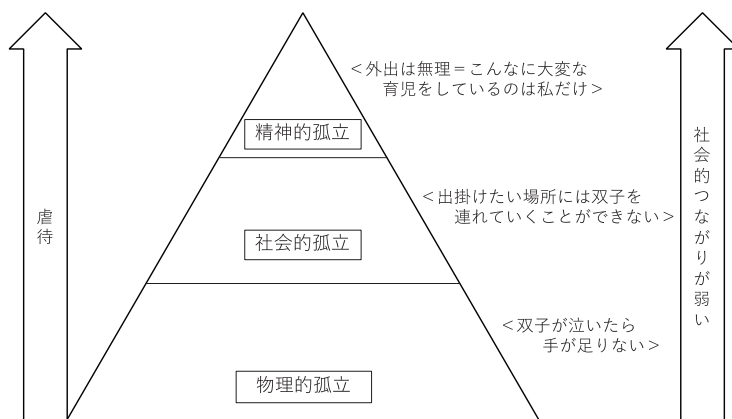 <外出は無理=こんなに大変な
育児をしているのは私だけ>
精神的孤立
<出掛けたい場所には双子を
連れていくことができない>
社会的孤立
<双子が泣いたら
手が足りない>
物理的孤立
虐待
社会的つながりが弱い